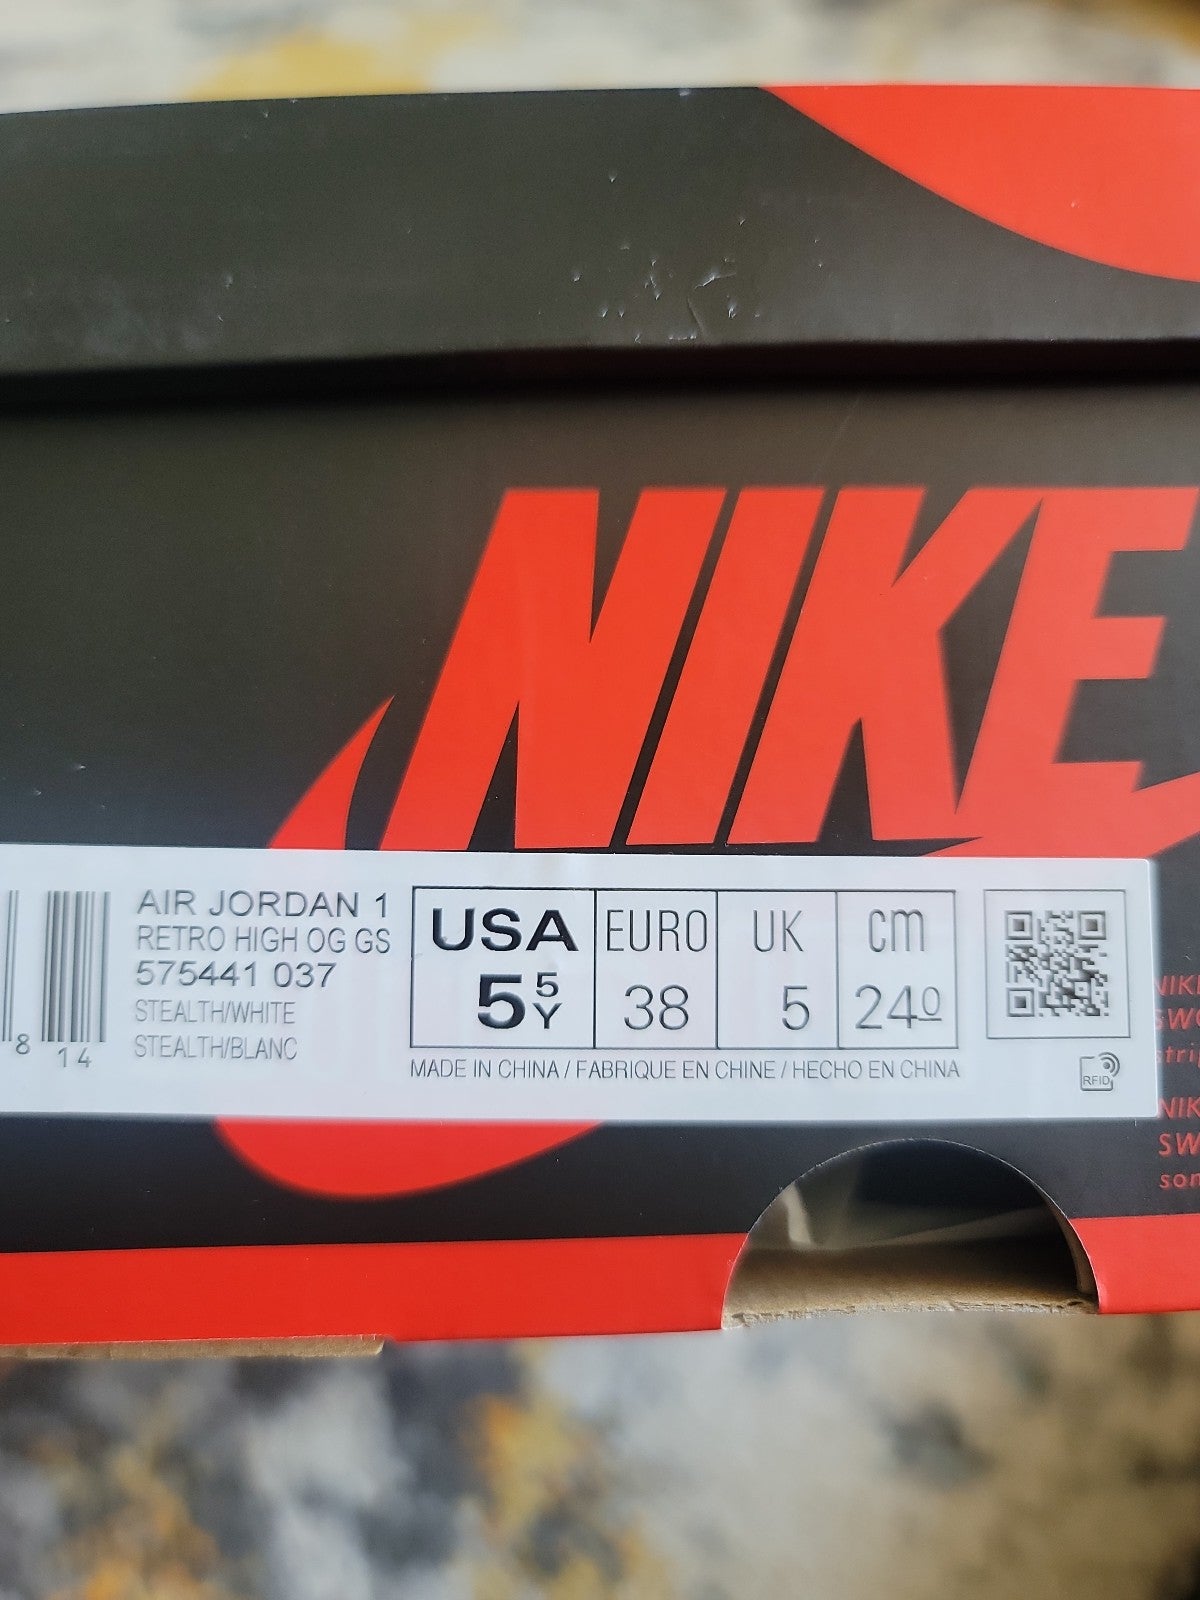 NIKE
AIR JORDAN 1
RETRO HIGH OG GS
575441 037
STEALTH/WHITE
STEALTH/BLANC
8 14
USA EURO UK cm
5 5Y 38 5 24 0
MADE IN CHINA / FABRIQUE EN CHINE / HECHO EN CHINA
RFID